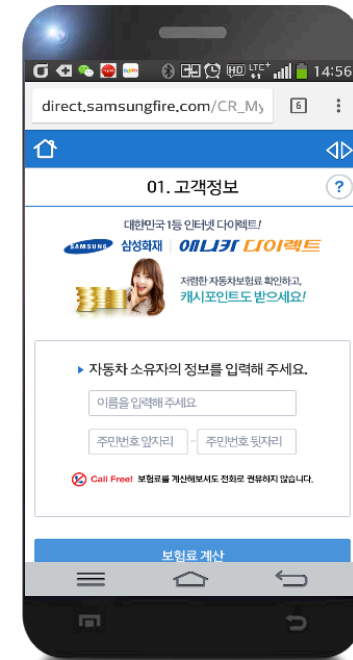 14:56
direct.samsungfire.com/CR_My
6
01. 고객정보
?
대한민국 1등 인터넷 다이렉트!
SAMSUNG 삼성화재 애니카 다이렉트
저렴한 자동차보험료 확인하고,
캐시포인트도 받으세요!
자동차 소유자의 정보를 입력해 주세요.
이름을 입력해 주세요
주민번호 앞자리 - 주민번호 뒷자리
Call Free! 보험료를 계산해보셔도 전화로 권유하지 않습니다.
보험료 계산